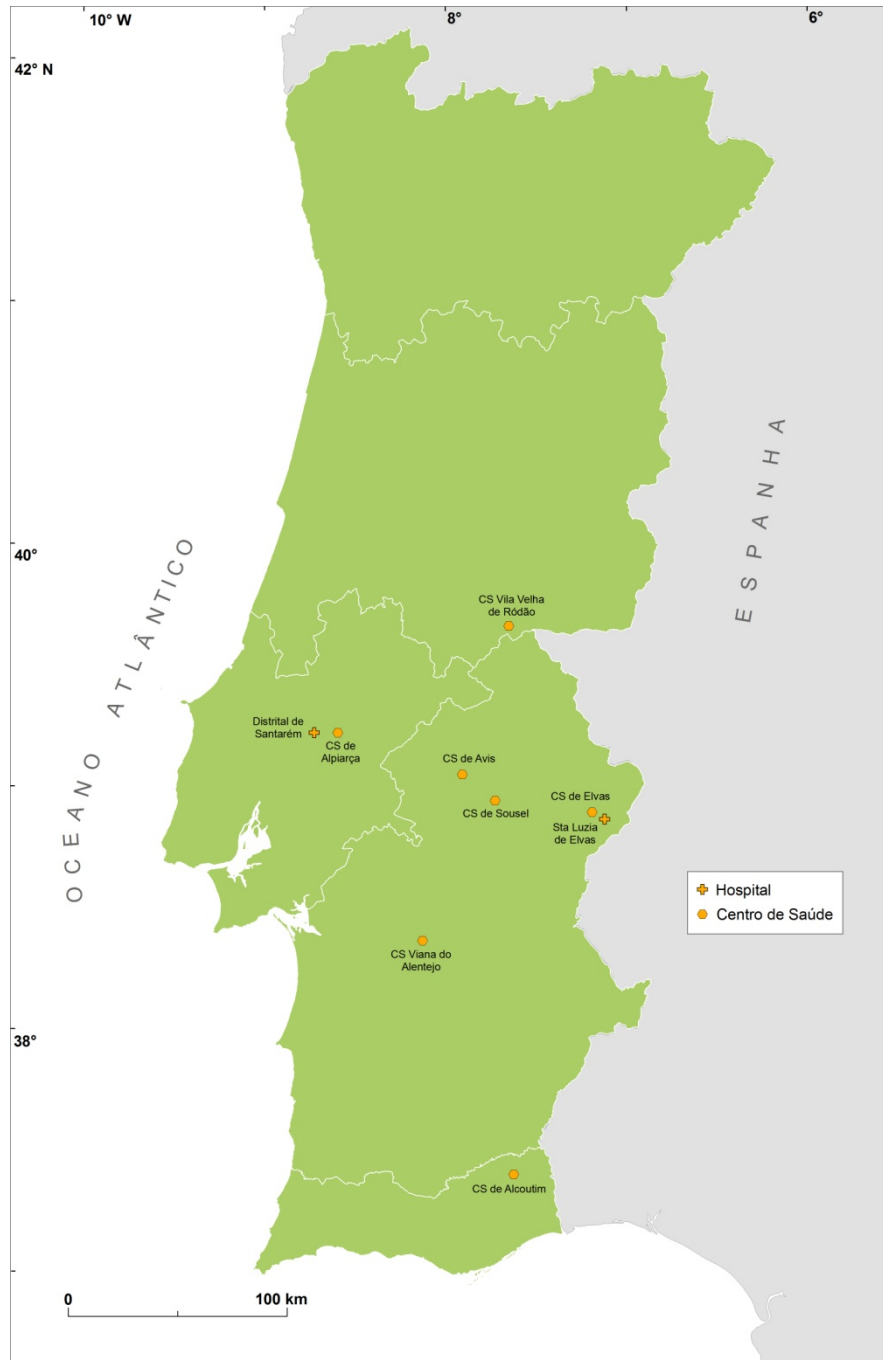 10° W
8°
6°
42° N
ESPANHA
40°
OCEANO ATLÂNTICO
CS Vila Velha
de Ródão
Distrital de
Santarém
CS de
Alpiarça
CS de Avis
CS de Sousel
CS de Elvas
Sta Luzia
de Elvas
Hospital
Centro de Saúde
CS Viana do
Alentejo
38°
CS de Alcoutim
0
100 km